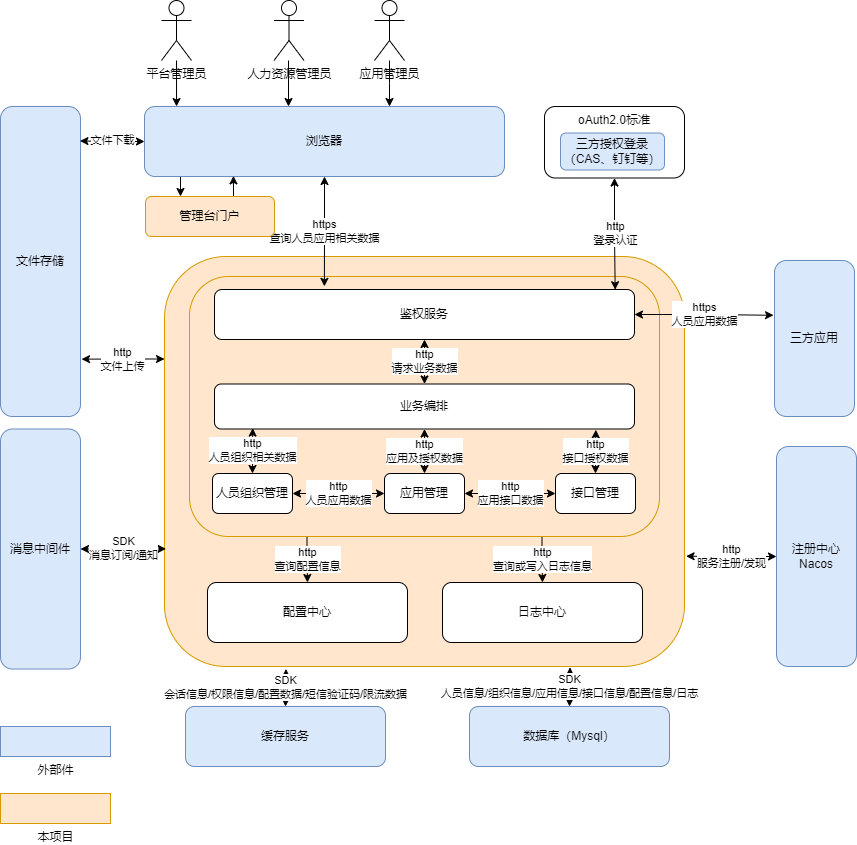 平台管理员
人力资源管理员
应用管理员
文件下载
浏览器
oAuth2.0标准
三方授权登录
（CAS、钉钉等）
管理台门户
https
查询人员应用相关数据
http
登录认证
文件存储
鉴权服务
https
人员应用数据
三方应用
http
文件上传
http
请求业务数据
业务编排
http
人员组织相关数据
http
应用及授权数据
http
接口授权数据
人员组织管理
http
人员应用数据
应用管理
http
应用接口数据
接口管理
消息中间件
SDK
消息订阅/通知
http
查询配置信息
http
查询或写入日志信息
http
服务注册/发现
注册中心
Nacos
配置中心
日志中心
SDK
会话信息/权限信息/配置数据/短信验证码/限流数据
SDK
人员信息/组织信息/应用信息/接口信息/配置信息/日志
缓存服务
数据库（Mysql）
外部件
本项目